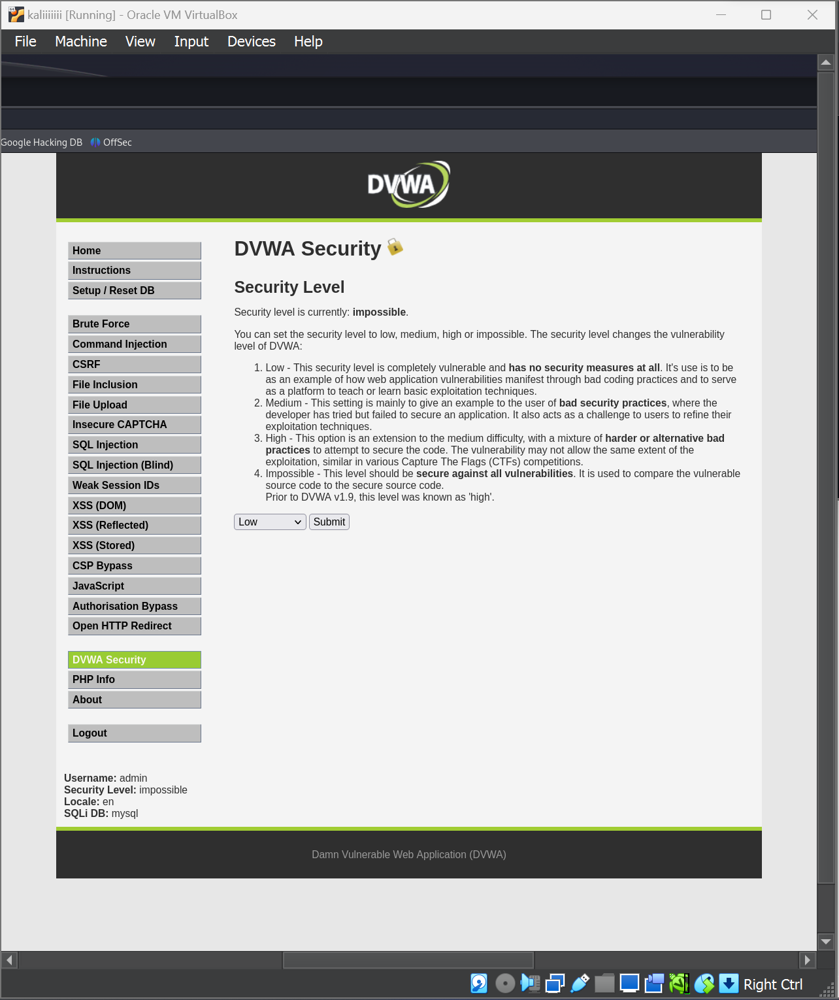 kaliiiiiii [Running] - Oracle VM VirtualBox
File Machine View Input Devices Help
Google Hacking DB OffSec
DVWA
Home
Instructions
Setup / Reset DB
Brute Force
Command Injection
CSRF
File Inclusion
File Upload
Insecure CAPTCHA
SQL Injection
SQL Injection (Blind)
Weak Session IDs
XSS (DOM)
XSS (Reflected)
XSS (Stored)
CSP Bypass
JavaScript
Authorisation Bypass
Open HTTP Redirect
DVWA Security
PHP Info
About
Logout
DVWA Security
Security Level
Security level is currently: impossible.
You can set the security level to low, medium, high or impossible. The security level changes the vulnerability
level of DVWA:
1. Low - This security level is completely vulnerable and has no security measures at all. It's use is to be
as an example of how web application vulnerabilities manifest through bad coding practices and to serve
as a platform to teach or learn basic exploitation techniques.
2. Medium - This setting is mainly to give an example to the user of bad security practices, where the
developer has tried but failed to secure an application. It also acts as a challenge to users to refine their
exploitation techniques.
3. High - This option is an extension to the medium difficulty, with a mixture of harder or alternative bad
practices to attempt to secure the code. The vulnerability may not allow the same extent of the
exploitation, similar in various Capture The Flags (CTFs) competitions.
4. Impossible - This level should be secure against all vulnerabilities. It is used to compare the vulnerable
source code to the secure source code.
Prior to DVWA v1.9, this level was known as 'high'.
Low Submit
Username: admin
Security Level: impossible
Locale: en
SQLi DB: mysql
Damn Vulnerable Web Application (DVWA)
Right Ctrl